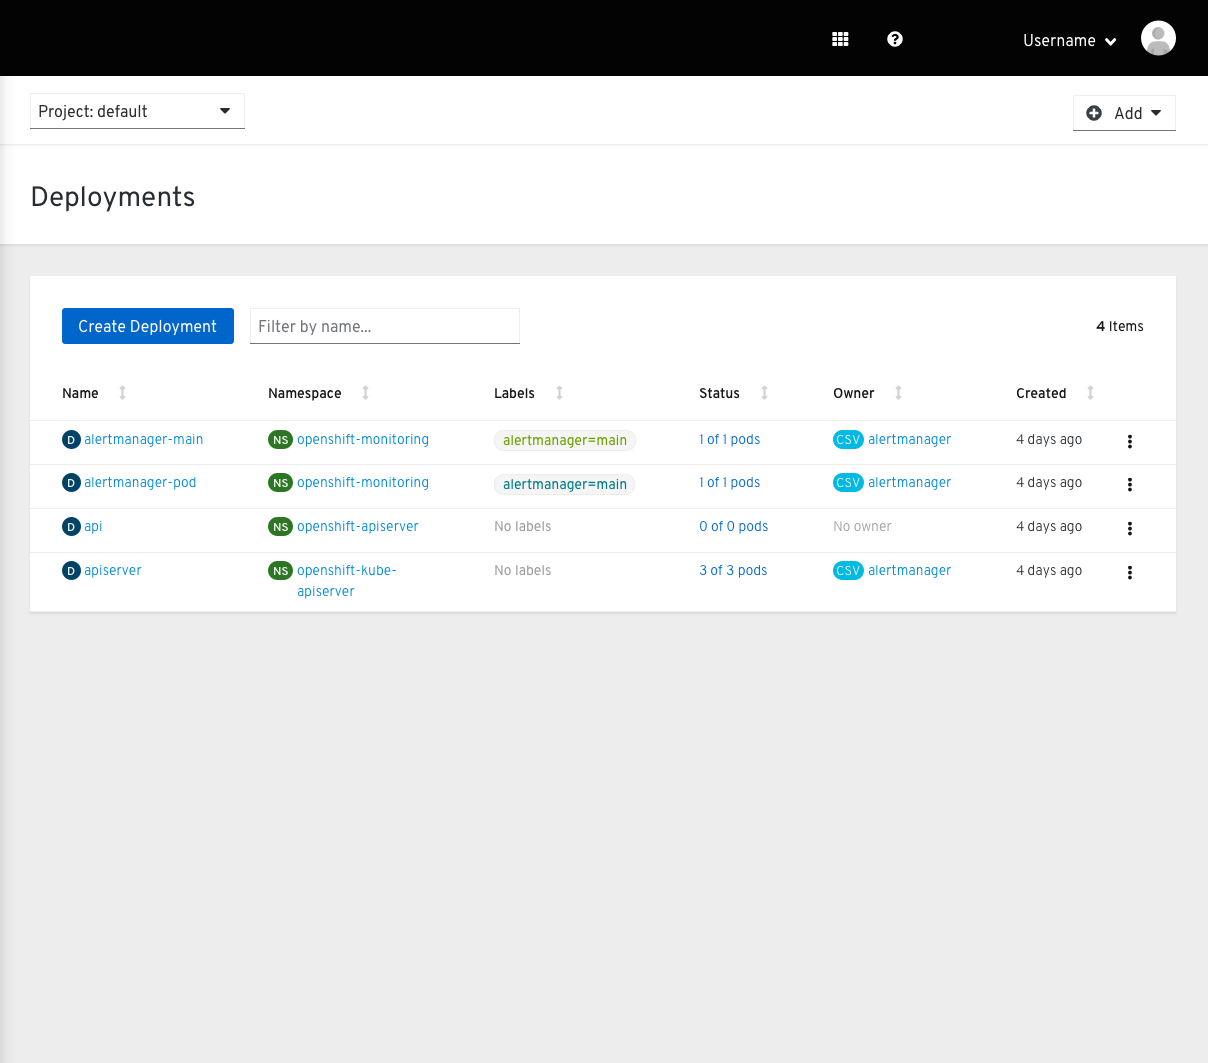 Username
Project: default
Add
Deployments
Create Deployment Filter by name... 4 Items
Name Namespace Labels Status Owner Created
D alertmanager-main NS openshift-monitoring alertmanager=main 1 of 1 pods CSV alertmanager 4 days ago
D alertmanager-pod NS openshift-monitoring alertmanager=main 1 of 1 pods CSV alertmanager 4 days ago
D api NS openshift-apiserver No labels 0 of 0 pods No owner 4 days ago
D apiserver NS openshift-kube- No labels 3 of 3 pods CSV alertmanager 4 days ago
apiserver